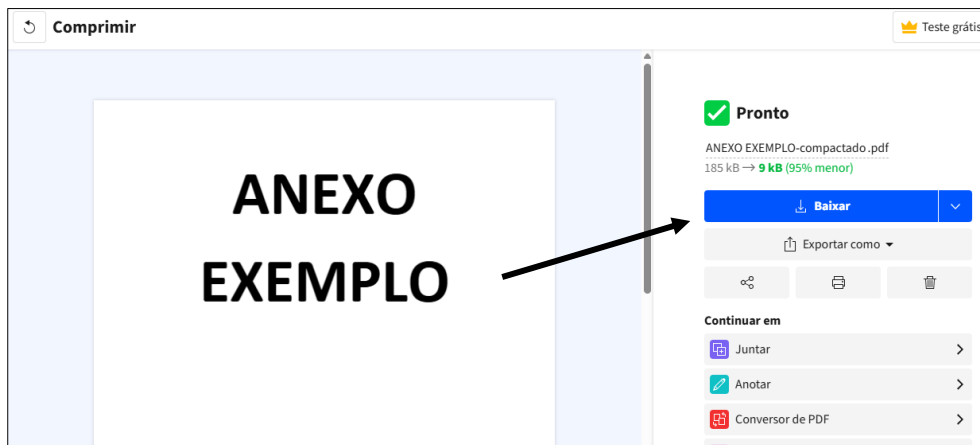 Comprimir
Teste grátis
ANEXO
EXEMPLO
Pronto
ANEXO EXEMPLO-compactado.pdf
185 kB → 9 kB (95% menor)
Baixar
Exportar como
Continuar em
Juntar
Anotar
Conversor de PDF